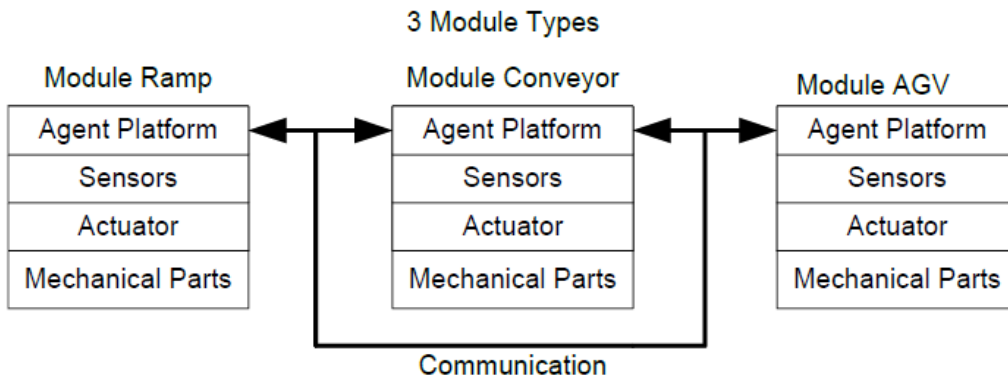 3 Module Types
Module Ramp
Agent Platform
Sensors
Actuator
Mechanical Parts
Module Conveyor
Agent Platform
Sensors
Actuator
Mechanical Parts
Module AGV
Agent Platform
Sensors
Actuator
Mechanical Parts
Communication